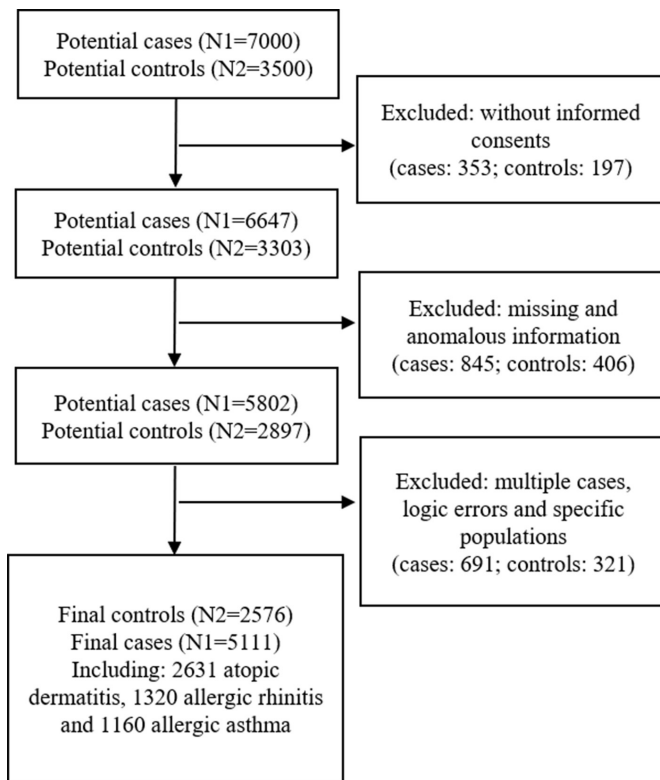 Potential cases (N1=7000)
Potential controls (N2=3500)
Excluded: without informed
consents
(cases: 353; controls: 197)
Potential cases (N1=6647)
Potential controls (N2=3303)
Excluded: missing and
anomalous information
(cases: 845; controls: 406)
Potential cases (N1=5802)
Potential controls (N2=2897)
Excluded: multiple cases,
logic errors and specific
populations
(cases: 691; controls: 321)
Final controls (N2=2576)
Final cases (N1=5111)
Including: 2631 atopic
dermatitis, 1320 allergic rhinitis
and 1160 allergic asthma